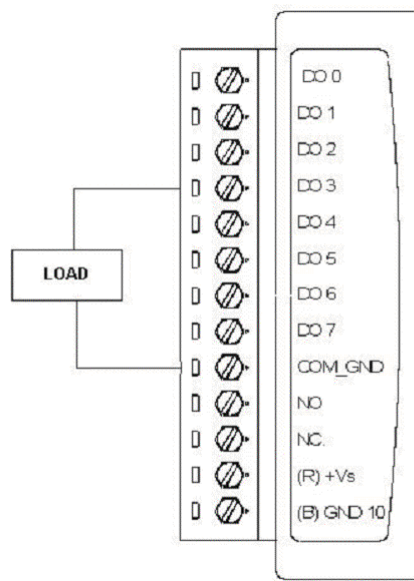 DO 0
DO 1
DO 2
DO 3
DO 4
LOAD
DO 5
DO 6
DO 7
COM_GND
NO
NC.
(R) +Vs
(B) GND 10